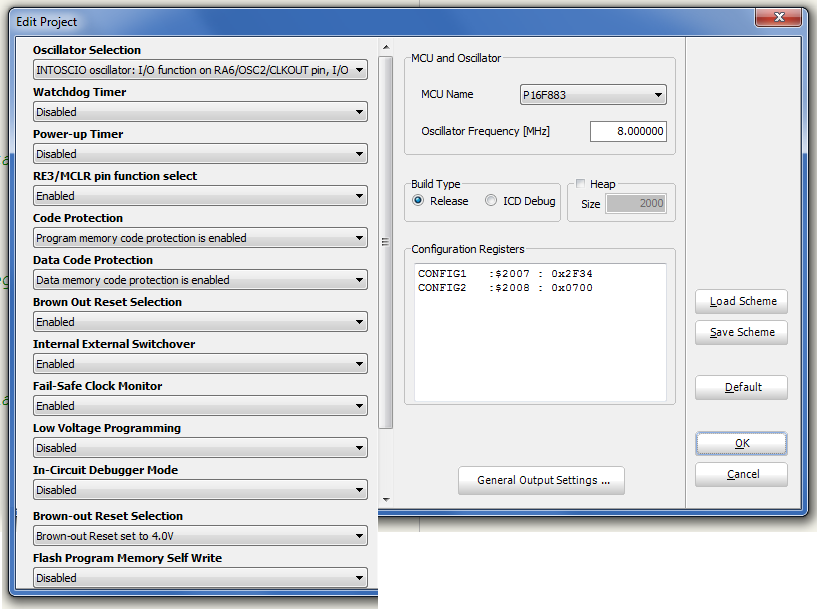 Edit Project
Oscillator Selection
INTOSCIO oscillator: I/O function on RA6/OSC2/CLKOUT pin, I/O
Watchdog Timer
Disabled
Power-up Timer
Disabled
RE3/MCLR pin function select
Enabled
Code Protection
Program memory code protection is enabled
Data Code Protection
Data memory code protection is enabled
Brown Out Reset Selection
Enabled
Internal External Switchover
Enabled
Fail-Safe Clock Monitor
Enabled
Low Voltage Programming
Disabled
In-Circuit Debugger Mode
Disabled
Brown-out Reset Selection
Brown-out Reset set to 4.0V
Flash Program Memory Self Write
Disabled
MCU and Oscillator
MCU Name
P16F883
Oscillator Frequency [MHz]
8.000000
Build Type
Release
ICD Debug
Heap
Size
2000
Configuration Registers
CONFIG1 :$2007 : 0x2F34
CONFIG2 :$2008 : 0x0700
General Output Settings ...
Load Scheme
Save Scheme
Default
OK
Cancel